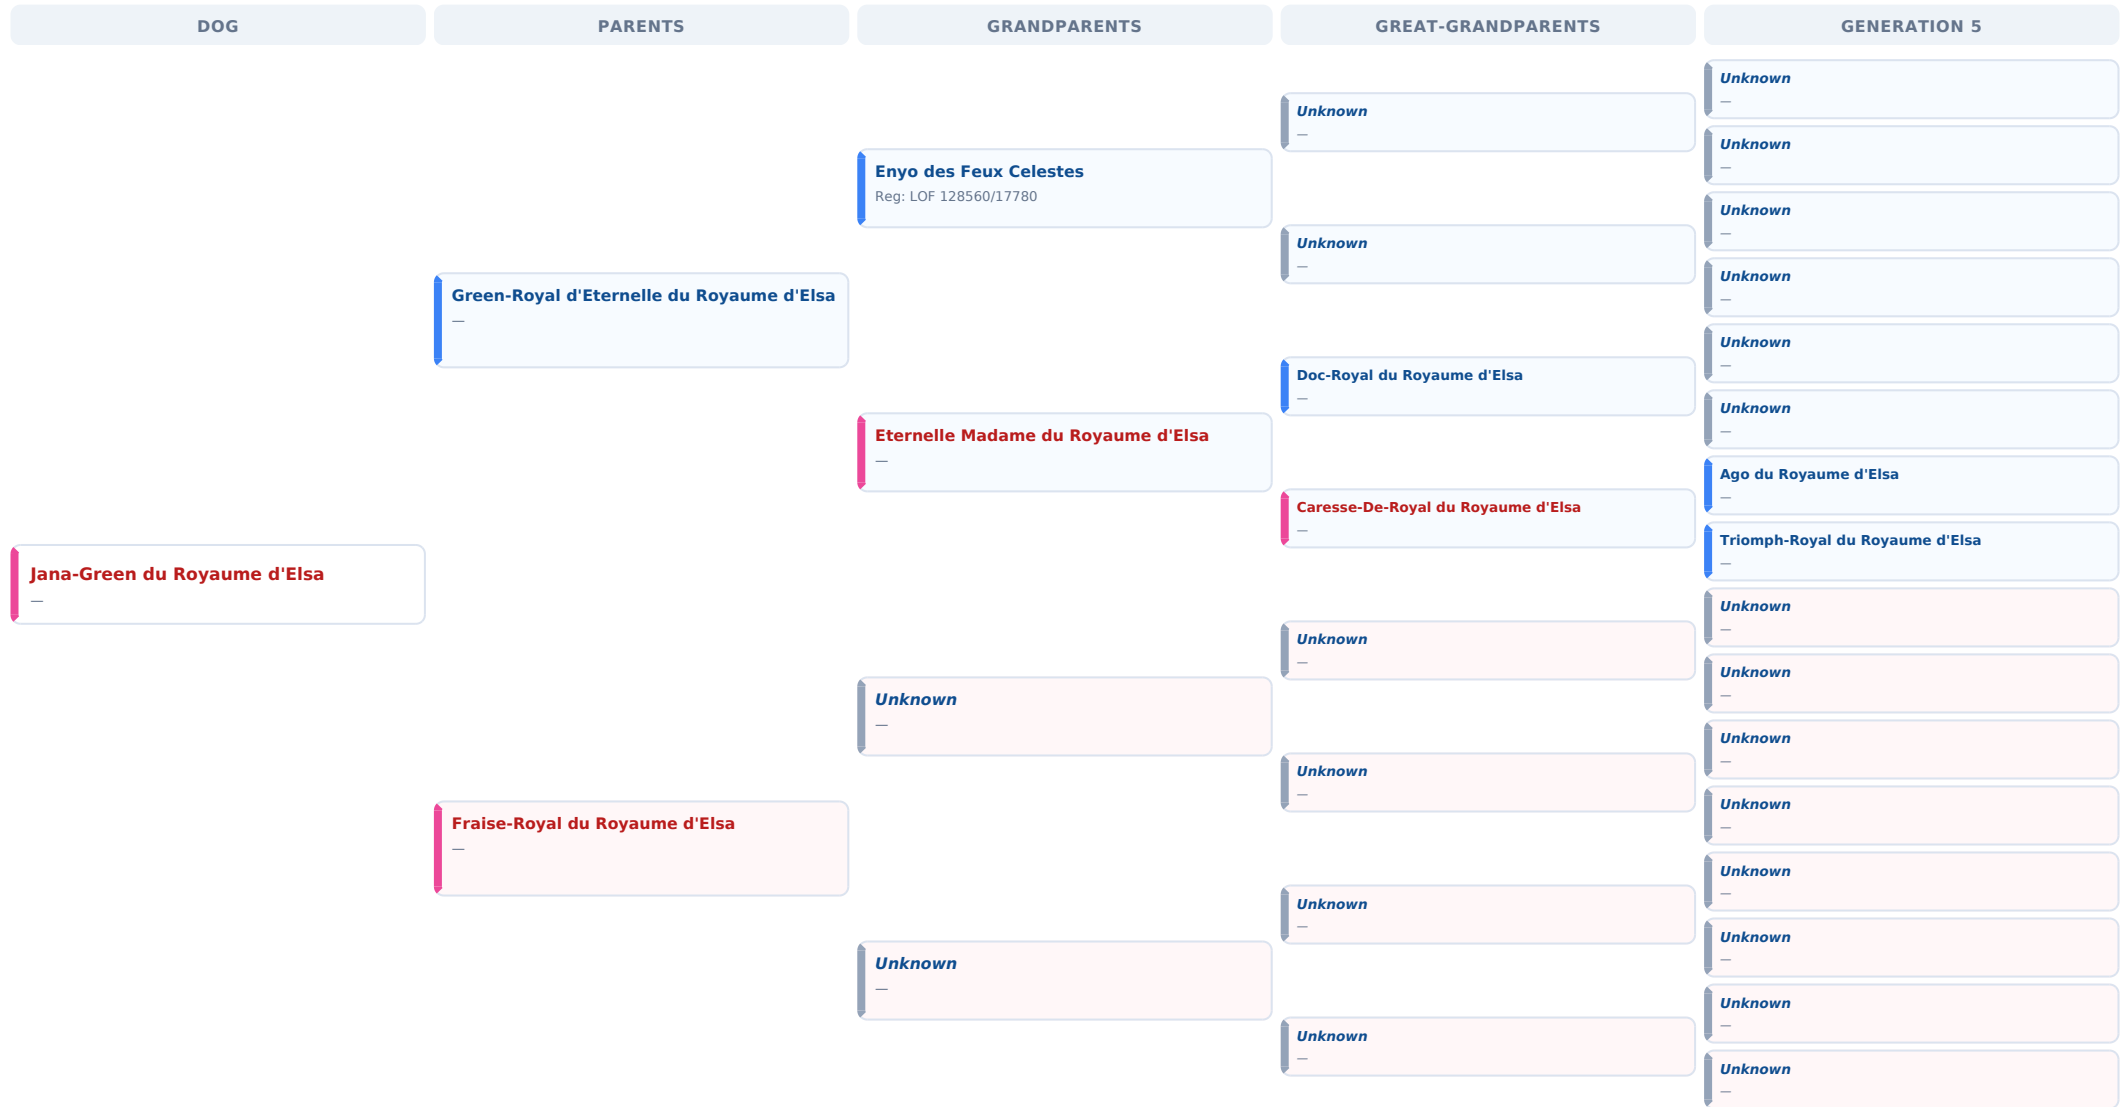 DOG
PARENTS
GRANDPARENTS
GREAT-GRANDPARENTS
GENERATION 5
Jana-Green du Royaume d'Elsa
—
Green-Royal d'Eternelle du Royaume d'Elsa
—
Fraise-Royal du Royaume d'Elsa
—
Enyo des Feux Celestes
Reg: LOF 128560/17780
Eternelle Madame du Royaume d'Elsa
—
Unknown
—
Unknown
—
Unknown
—
Unknown
—
Doc-Royal du Royaume d'Elsa
—
Caresse-De-Royal du Royaume d'Elsa
—
Unknown
—
Unknown
—
Unknown
—
Unknown
—
Unknown
—
Unknown
—
Unknown
—
Unknown
—
Unknown
—
Unknown
—
Ago du Royaume d'Elsa
—
Triomph-Royal du Royaume d'Elsa
—
Unknown
—
Unknown
—
Unknown
—
Unknown
—
Unknown
—
Unknown
—
Unknown
—
Unknown
—